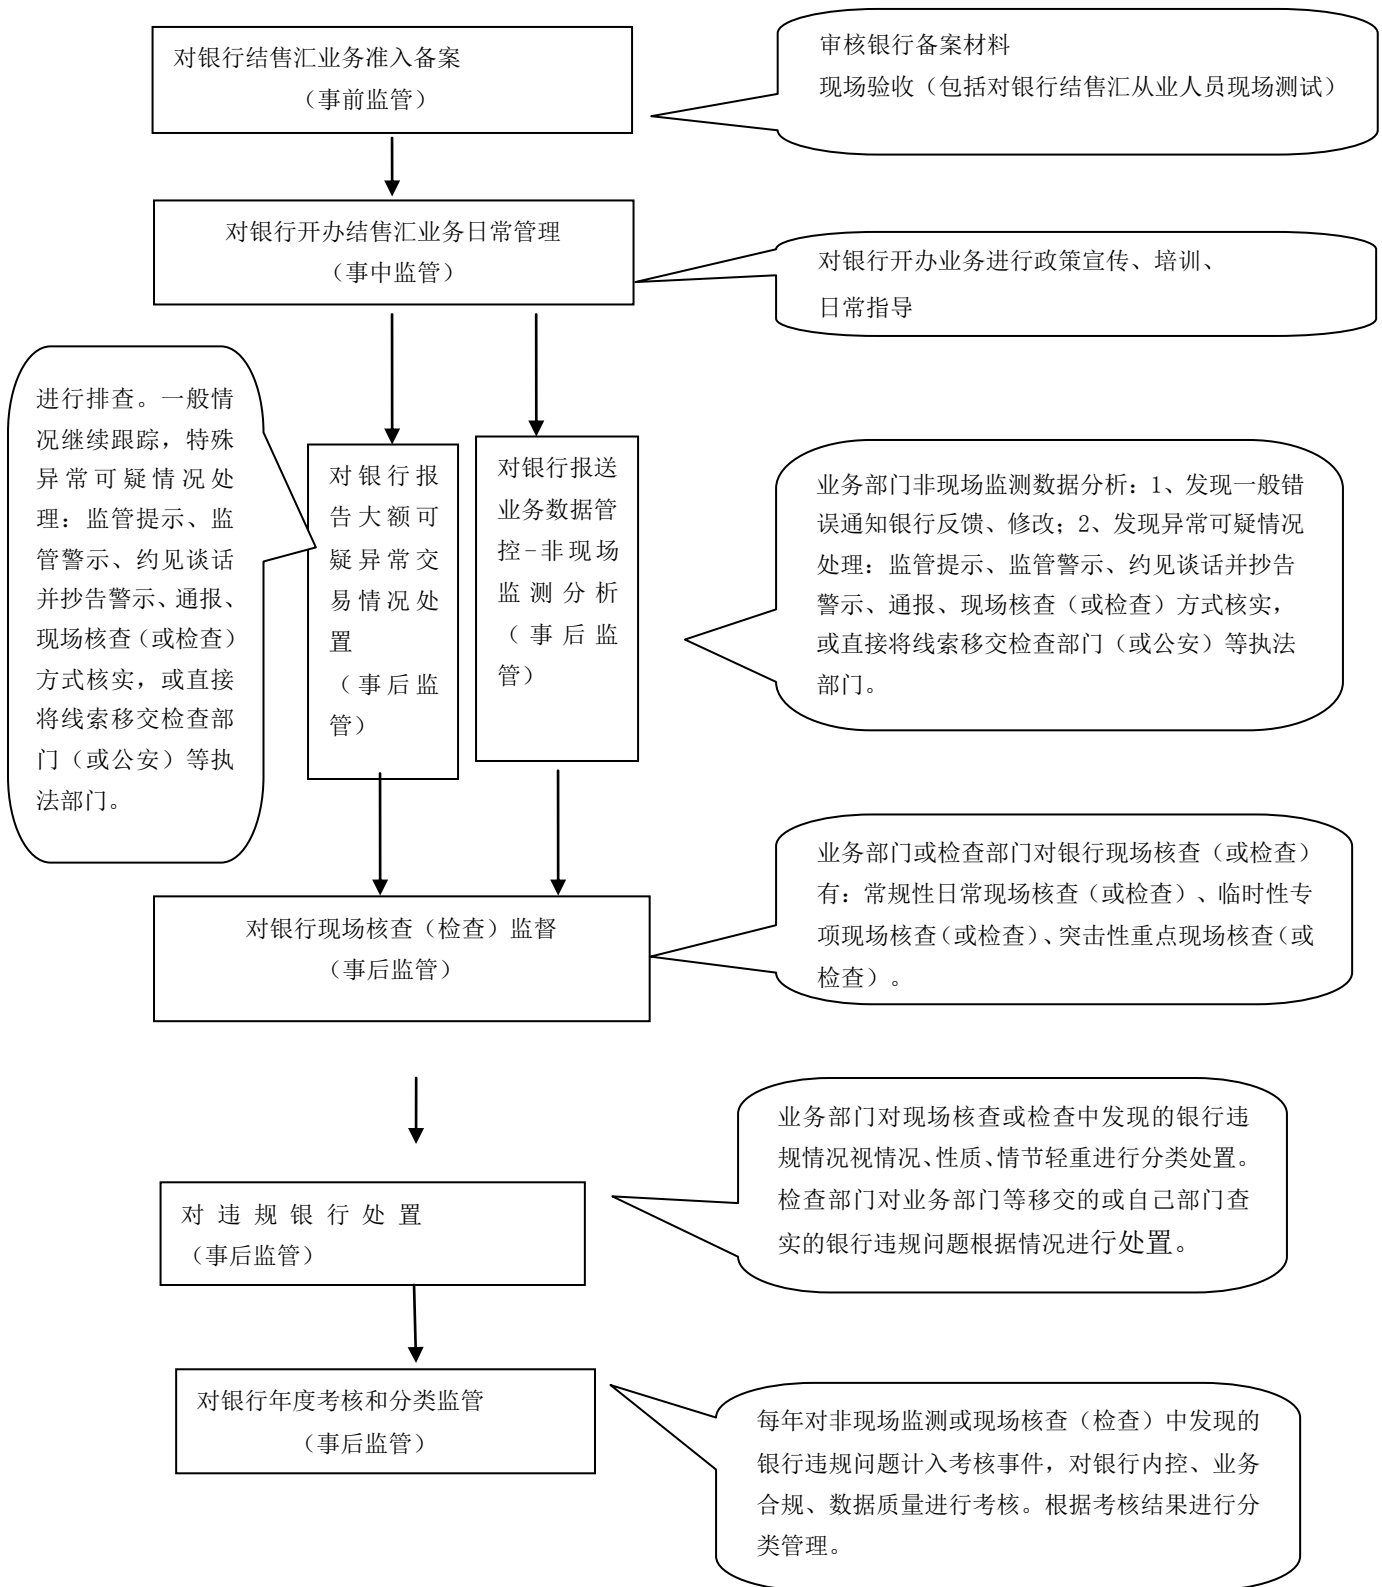 对银行结售汇业务准入备案
（事前监管）
审核银行备案材料
现场验收（包括对银行结售汇从业人员现场测试）
对银行开办结售汇业务日常管理
（事中监管）
对银行开办业务进行政策宣传、培训、
日常指导
进行排查。一般情
况继续跟踪，特殊
异常可疑情况处
理：监管提示、监
管警示、约见谈话
并抄告警示、通报、
现场核查（或检查）
方式核实，或直接
将线索移交检查部
门（或公安）等执
法部门。
对银行报
告大额可
疑异常交
易情况处
置
（事后监
管）
对银行报送
业务数据管
控-非现场
监测分析
（事后监
管）
业务部门非现场监测数据分析：1、发现一般错
误通知银行反馈、修改；2、发现异常可疑情况
处理：监管提示、监管警示、约见谈话并抄告
警示、通报、现场核查（或检查）方式核实，
或直接将线索移交检查部门（或公安）等执法
部门。
对银行现场核查（检查）监督
（事后监管）
业务部门或检查部门对银行现场核查（或检查）
有：常规性日常现场核查（或检查）、临时性专
项现场核查（或检查）、突击性重点现场核查（或
检查）。
对违规银行处置
（事后监管）
业务部门对现场核查或检查中发现的银行违
规情况视情况、性质、情节轻重进行分类处置。
检查部门对业务部门等移交的或自己部门查
实的银行违规问题根据情况进行处置。
对银行年度考核和分类监管
（事后监管）
每年对非现场监测或现场核查（检查）中发现的
银行违规问题计入考核事件，对银行内控、业务
合规、数据质量进行考核。根据考核结果进行分
类管理。